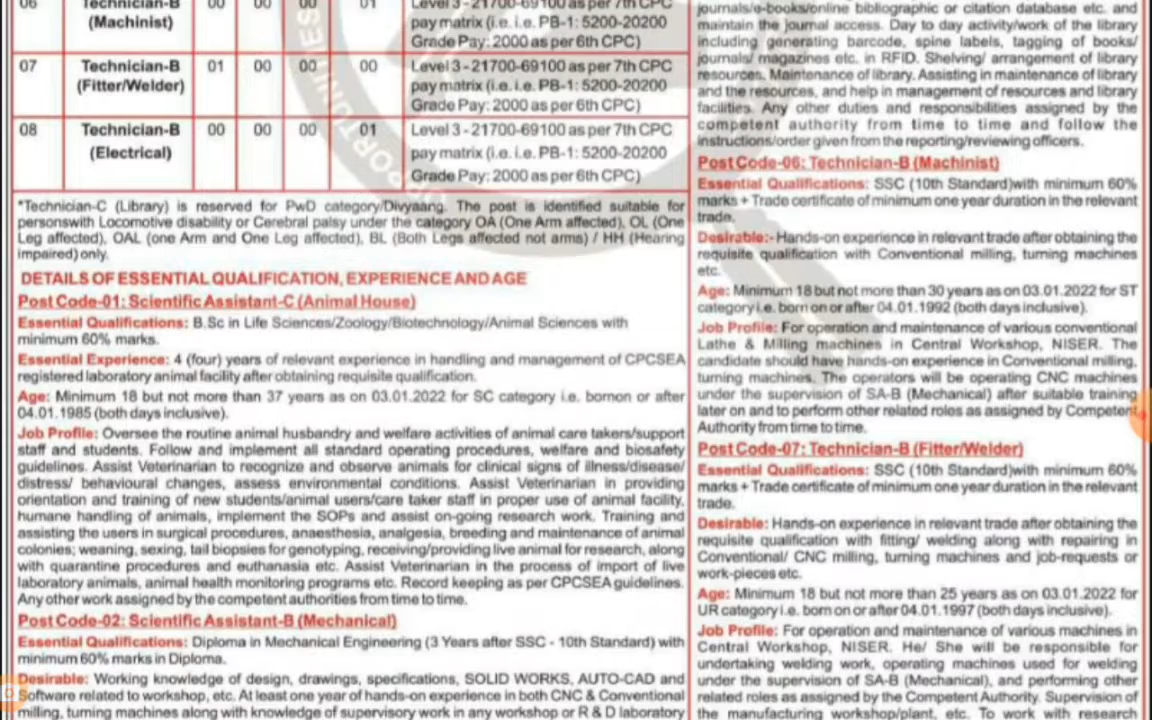 06 Technician-B 00 00 00 01 Level 3 - 21700-69100 as per 7th CPC
(Machinist) pay matrix (i.e. i.e. PB-1: 5200-20200
Grade Pay: 2000 as per 6th CPC)
07 Technician-B 01 00 00 00 Level 3 - 21700-69100 as per 7th CPC
(Fitter/Welder) pay matrix (i.e. i.e. PB-1: 5200-20200
Grade Pay: 2000 as per 6th CPC)
08 Technician-B 00 00 00 01 Level 3 - 21700-69100 as per 7th CPC
(Electrical) pay matrix (i.e. i.e. PB-1: 5200-20200
Grade Pay: 2000 as per 6th CPC)
*Technician-C (Library) is reserved for PwD category/Divyaang. The post is identified suitable for
personswith Locomotive disability or Cerebral palsy under the category OA (One Arm affected), OL (One
Leg affected), OAL (one Arm and One Leg affected), BL (Both Legs affected not arms) / HH (Hearing
impaired) only.
DETAILS OF ESSENTIAL QUALIFICATION, EXPERIENCE AND AGE
Post Code-01: Scientific Assistant-C (Animal House)
Essential Qualifications: B.Sc in Life Sciences/Zoology/Biotechnology/Animal Sciences with
minimum 60% marks.
Essential Experience: 4 (four) years of relevant experience in handling and management of CPCSEA
registered laboratory animal facility after obtaining requisite qualification.
Age: Minimum 18 but not more than 37 years as on 03.01.2022 for SC category i.e. bornon or after
04.01.1985 (both days inclusive).
Job Profile: Oversee the routine animal husbandry and welfare activities of animal care takers/support
staff and students. Follow and implement all standard operating procedures, welfare and biosafety
guidelines. Assist Veterinarian to recognize and observe animals for clinical signs of illness/disease/
distress/ behavioural changes, assess environmental conditions. Assist Veterinarian in providing
orientation and training of new students/animal users/care taker staff in proper use of animal facility,
humane handling of animals, implement the SOPs and assist on-going research work. Training and
assisting the users in surgical procedures, anaesthesia, analgesia, breeding and maintenance of animal
colonies; weaning, sexing, tail biopsies for genotyping, receiving/providing live animal for research, along
with quarantine procedures and euthanasia etc. Assist Veterinarian in the process of import of live
laboratory animals, animal health monitoring programs etc. Record keeping as per CPCSEA guidelines.
Any other work assigned by the competent authorities from time to time.
Post Code-02: Scientific Assistant-B (Mechanical)
Essential Qualifications: Diploma in Mechanical Engineering (3 Years after SSC - 10th Standard) with
minimum 60% marks in Diploma.
Desirable: Working knowledge of design, drawings, specifications, SOLID WORKS, AUTO-CAD and
Software related to workshop, etc. At least one year of hands-on experience in both CNC & Conventional
milling, turning machines along with knowledge of supervisory work in any workshop or R & D laboratory
journals/e-books/online bibliographic or citation database etc. and
maintain the journal access. Day to day activity/work of the library
including generating barcode, spine labels, tagging of books/
journals/ magazines etc. in RFID. Shelving/ arrangement of library
resources. Maintenance of library. Assisting in maintenance of library
and the resources, and help in management of resources and library
facilities. Any other duties and responsibilities assigned by the
competent authority from time to time and follow the
instructions/order given from the reporting/reviewing officers.
Post Code-06: Technician-B (Machinist)
Essential Qualifications: SSC (10th Standard)with minimum 60%
marks + Trade certificate of minimum one year duration in the relevant
trade.
Desirable:- Hands-on experience in relevant trade after obtaining the
requisite qualification with Conventional milling, turning machines
etc.
Age: Minimum 18 but not more than 30 years as on 03.01.2022 for ST
category i.e. born on or after 04.01.1992 (both days inclusive).
Job Profile: For operation and maintenance of various conventional
Lathe & Milling machines in Central Workshop, NISER. The
candidate should have hands-on experience in Conventional milling,
turning machines. The operators will be operating CNC machines
under the supervision of SA-B (Mechanical) after suitable training
later on and to perform other related roles as assigned by Competent
Authority from time to time.
Post Code-07: Technician-B (Fitter/Welder)
Essential Qualifications: SSC (10th Standard)with minimum 60%
marks + Trade certificate of minimum one year duration in the relevant
trade.
Desirable: Hands-on experience in relevant trade after obtaining the
requisite qualification with fitting/ welding along with repairing in
Conventional/ CNC milling, turning machines and job-requests or
work-pieces etc.
Age: Minimum 18 but not more than 25 years as on 03.01.2022 for
UR category i.e. born on or after 04.01.1997 (both days inclusive).
Job Profile: For operation and maintenance of various machines in
Central Workshop, NISER. He/ She will be responsible for
undertaking welding work, operating machines used for welding
under the supervision of SA-B (Mechanical), and performing other
related roles as assigned by the Competent Authority. Supervision of
the manufacturing workshop/plant, etc. To work with research